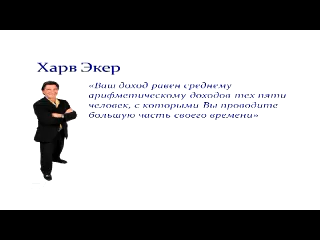 Харв Экер
«Ваш доход равен среднему
арифметическому доходов тех пяти
человек, с которыми Вы проводите
большую часть своего времени»